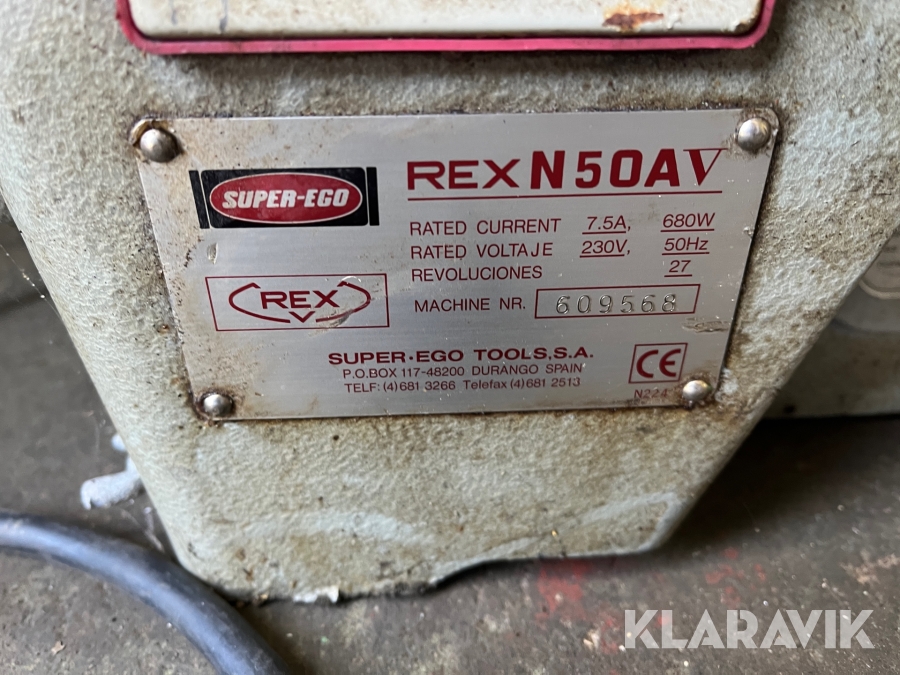 SUPER-EGO
REX N50AV
RATED CURRENT 7.5A, 680W
RATED VOLTAJE 230V, 50Hz
REVOLUCIONES 27
REX
MACHINE NR. 609568
SUPER·EGO TOOLS,S.A.
P.O.BOX 117-48200 DURANGO SPAIN
TELF: (4) 681 3266 Telefax (4) 681 2513
CE
KLARAVIK